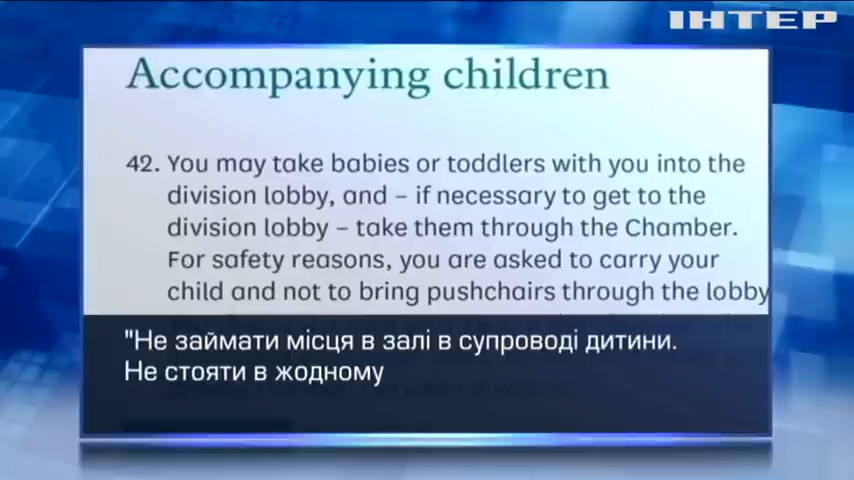 ІНТЕР
Accompanying children
42. You may take babies or toddlers with you into the
division lobby, and – if necessary to get to the
division lobby – take them through the Chamber.
For safety reasons, you are asked to carry your
child and not to bring pushchairs through the lobby
"Не займати місця в залі в супроводі дитини.
Не стояти в жодному